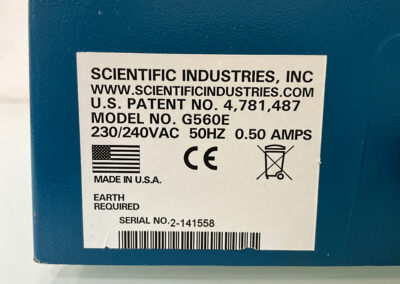 SCIENTIFIC INDUSTRIES, INC
WWW.SCIENTIFICINDUSTRIES.COM
U.S. PATENT NO. 4,781,487
MODEL NO. G560E
230/240VAC 50HZ 0.50 AMPS
CE
MADE IN U.S.A.
EARTH
REQUIRED
SERIAL NO.2-141558